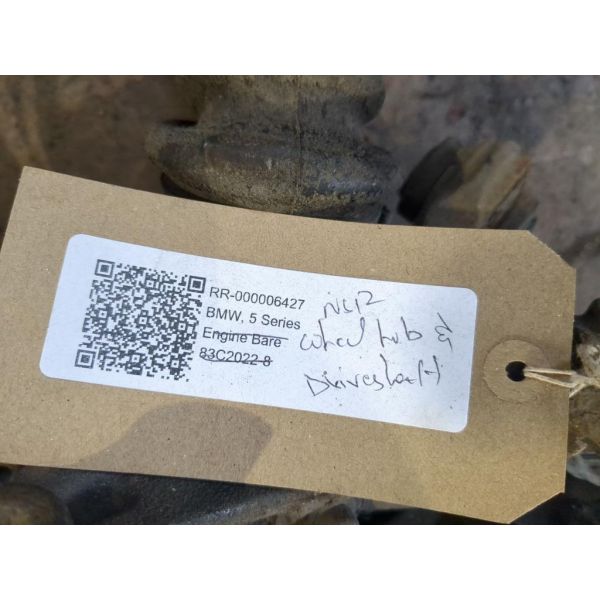 RR-000006427
BMW, 5 Series
Engine Bare
83C2022-8
NSR
wheel hub &
Driveshaft